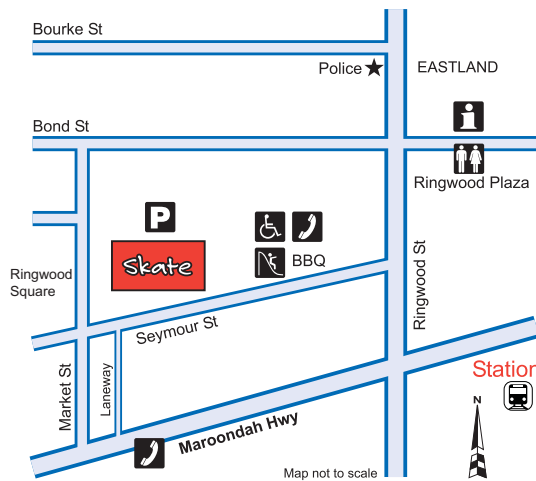 Bourke St
Police
EASTLAND
Bond St
Ringwood Plaza
P
Skate
BBQ
Ringwood
Square
Ringwood St
Seymour St
Market St
Laneway
Station
Maroondah Hwy
N
Map not to scale